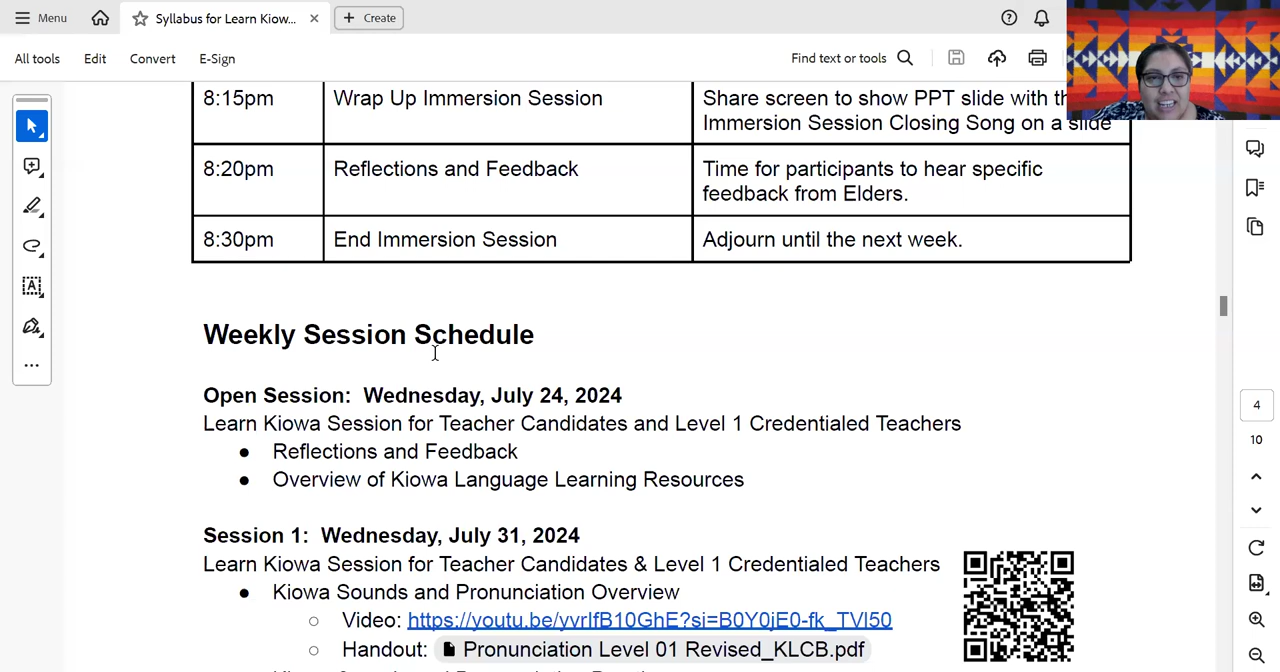 Menu
Syllabus for Learn Kiow...
Create
All tools
Edit
Convert
E-Sign
Find text or tools
8:15pm
Wrap Up Immersion Session
Share screen to show PPT slide with
Immersion Session Closing Song on a slide
8:20pm
Reflections and Feedback
Time for participants to hear specific
feedback from Elders.
8:30pm
End Immersion Session
Adjourn until the next week.
Weekly Session Schedule
Open Session: Wednesday, July 24, 2024
Learn Kiowa Session for Teacher Candidates and Level 1 Credentialed Teachers
● Reflections and Feedback
● Overview of Kiowa Language Learning Resources
Session 1: Wednesday, July 31, 2024
Learn Kiowa Session for Teacher Candidates & Level 1 Credentialed Teachers
● Kiowa Sounds and Pronunciation Overview
○ Video: https://youtu.be/yvrIfB10GhE?si=B0Y0jE0-fk_TVl50
○ Handout: Pronunciation Level 01 Revised_KLCB.pdf
4
10